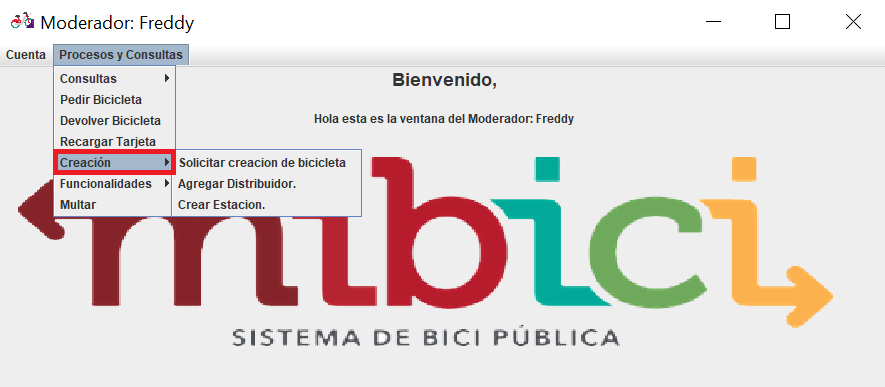 Moderador: Freddy
Cuenta Procesos y Consultas
Bienvenido,
Hola esta es la ventana del Moderador: Freddy
Consultas
Pedir Bicicleta
Devolver Bicicleta
Recargar Tarjeta
Creación
Funcionalidades
Multar
Solicitar creacion de bicicleta
Agregar Distribuidor.
Crear Estacion.
mibici
SISTEMA DE BICI PÚBLICA